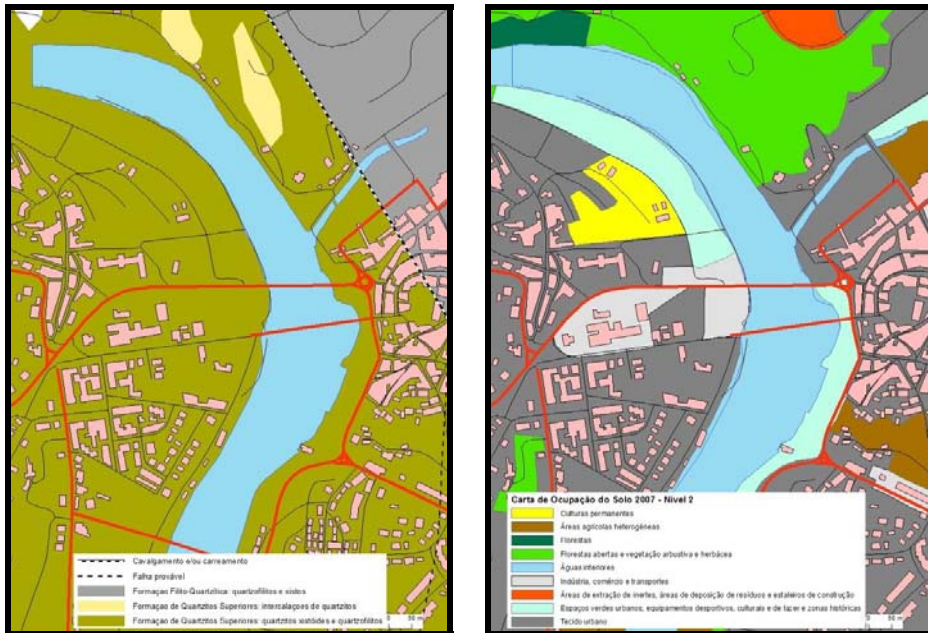 Cavalgamento e/ou carreamento
Falha provável
Formação Filito-Quartzítica: quartzofilitos e xistos
Formação de Quartzitos Superiores: intercalações de quartzitos
Formação de Quartzitos Superiores: quartzitos xistóides e quartzofilitos
Carta de Ocupação do Solo 2007 - Nível 2
Culturas permanentes
Áreas agrícolas heterogéneas
Florestas
Florestas abertas e vegetação arbustiva e herbácea
Águas interiores
Indústria, comércio e transportes
Áreas de extração de inertes, áreas de deposição de resíduos e estaleiros de construção
Espaços verdes urbanos, equipamentos desportivos, culturais e de lazer e zonas históricas
Tecido urbano